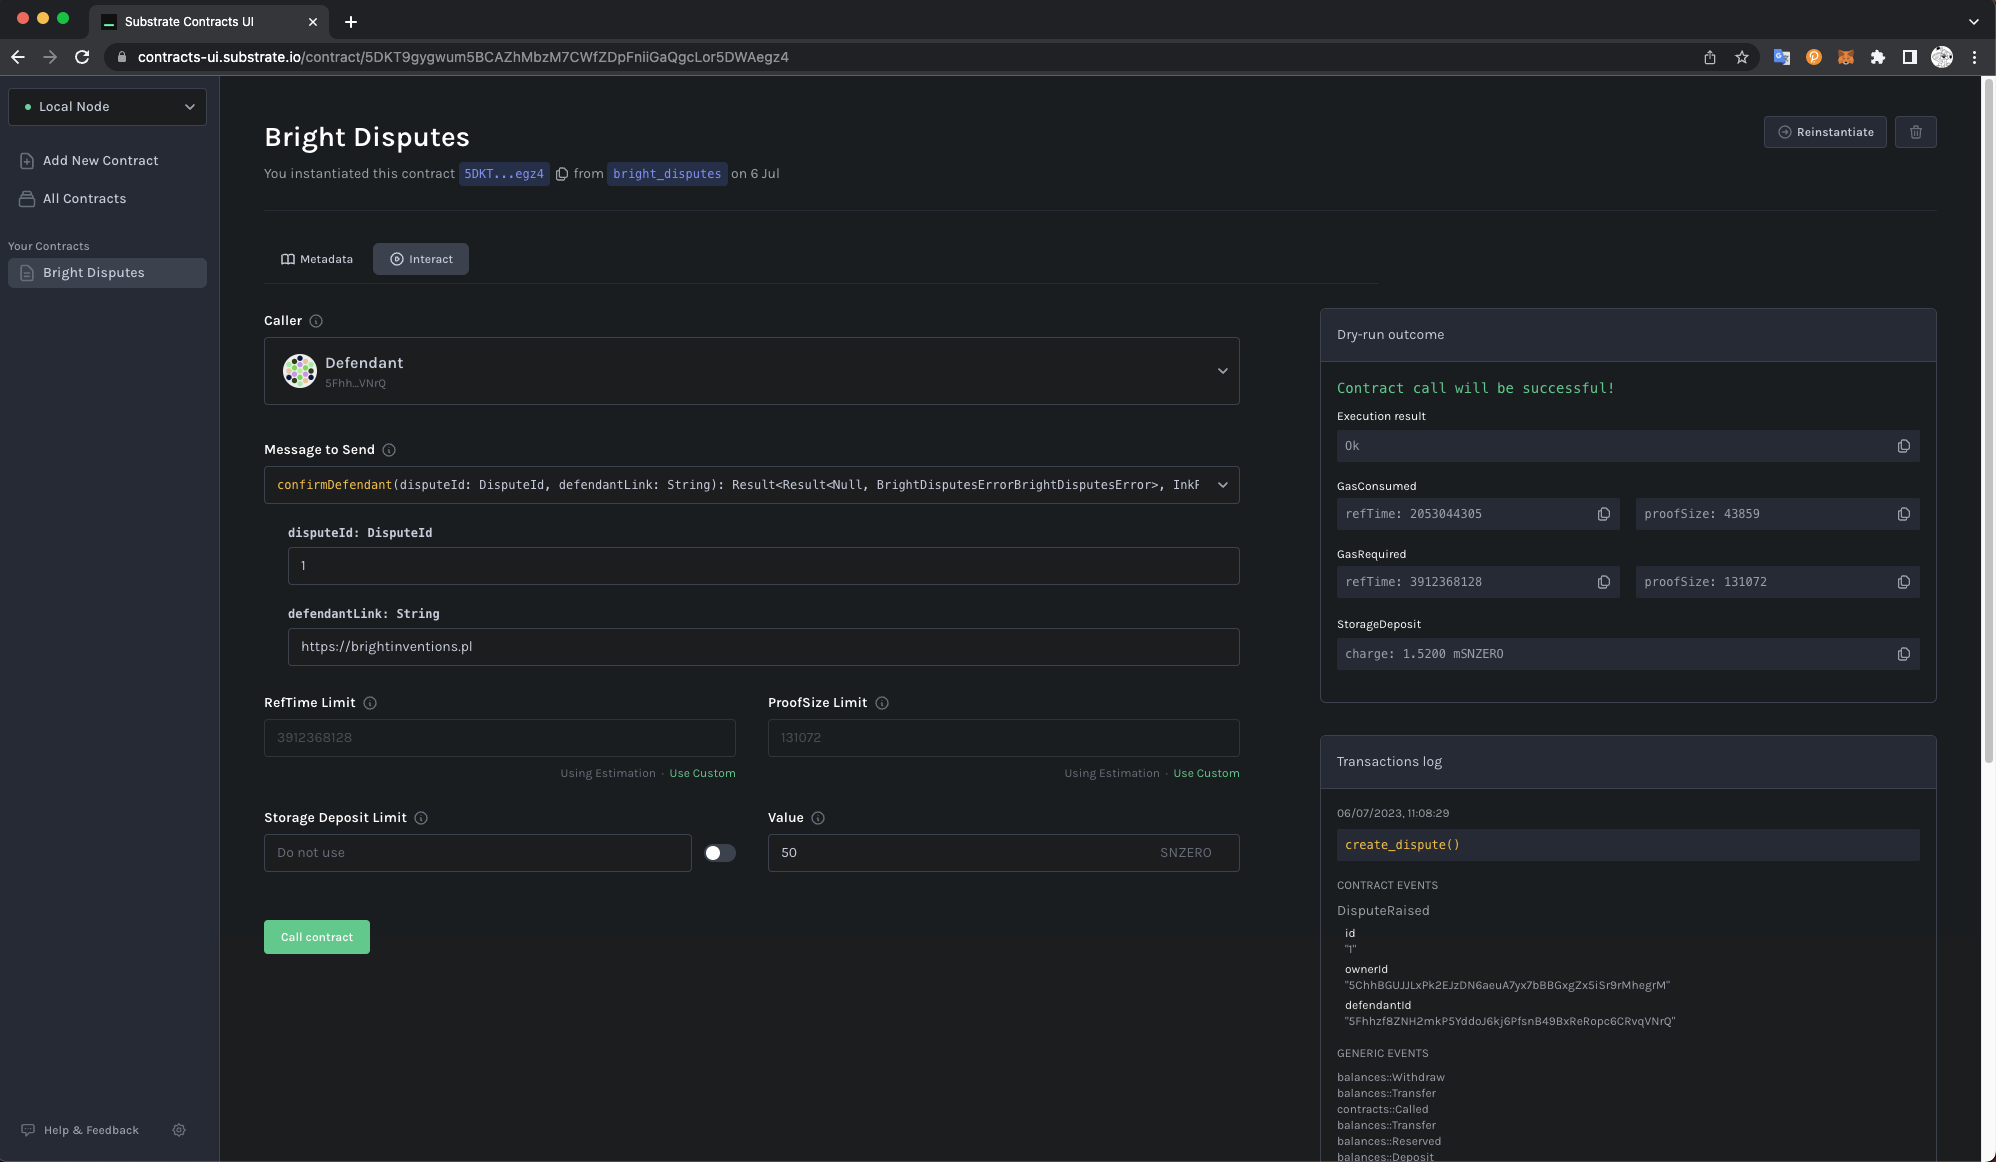 Substrate Contracts UI
contracts-ui.substrate.io/contract/5DKT9gygwum5BCAZhMbzM7CWfZDpFniiGaQgcLor5DWAegz4
Local Node
Add New Contract
All Contracts
Your Contracts
Bright Disputes
Help & Feedback
Bright Disputes
You instantiated this contract 5DKT...egz4 from bright_disputes on 6 Jul
Reinstantiate
Metadata
Interact
Caller
Defendant
5Fhh...VNrQ
Message to Send
confirmDefendant(disputeId: DisputeId, defendantLink: String): Result<Result<Null, BrightDisputesErrorBrightDisputesError>, InkP
disputeId: DisputeId
1
defendantLink: String
https://brightinventions.pl
RefTime Limit
3912368128
Using Estimation · Use Custom
ProofSize Limit
131072
Using Estimation · Use Custom
Storage Deposit Limit
Do not use
Value
50 SNZERO
Call contract
Dry-run outcome
Contract call will be successful!
Execution result
Ok
GasConsumed
refTime: 2053044305
proofSize: 43859
GasRequired
refTime: 3912368128
proofSize: 131072
StorageDeposit
charge: 1.5200 mSNZERO
Transactions log
06/07/2023, 11:08:29
create_dispute()
CONTRACT EVENTS
DisputeRaised
id
"1"
ownerId
"5ChhBGUJJLxPk2EJzDN6aeuA7yx7bBBGxgZx5iSr9rMhegrM"
defendantId
"5Fhhzf8ZNH2mkP5YddoJ6kj6PfsnB49BxReRopc6CRvqVNrQ"
GENERIC EVENTS
balances::Withdraw
balances::Transfer
contracts::Called
balances::Transfer
balances::Reserved
balances::Deposit